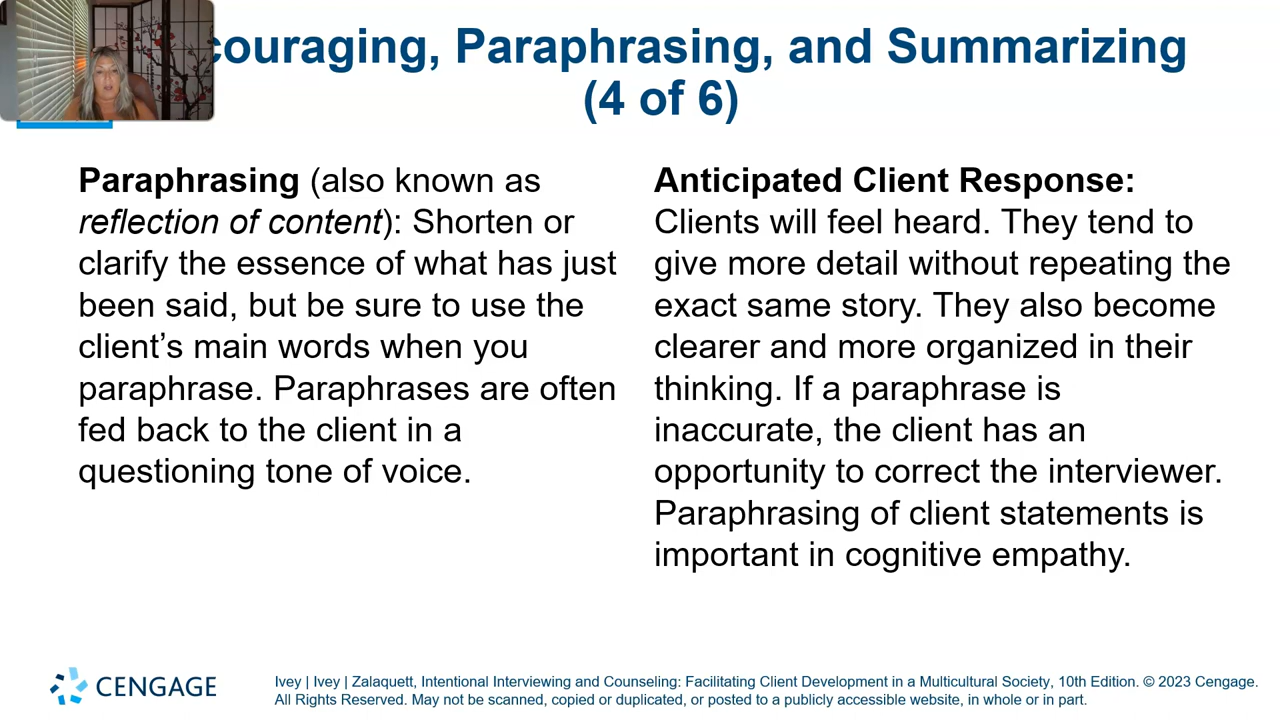 couraging, Paraphrasing, and Summarizing
(4 of 6)
Paraphrasing (also known as
reflection of content): Shorten or
clarify the essence of what has just
been said, but be sure to use the
client’s main words when you
paraphrase. Paraphrases are often
fed back to the client in a
questioning tone of voice.
Anticipated Client Response:
Clients will feel heard. They tend to
give more detail without repeating the
exact same story. They also become
clearer and more organized in their
thinking. If a paraphrase is
inaccurate, the client has an
opportunity to correct the interviewer.
Paraphrasing of client statements is
important in cognitive empathy.
CENGAGE
Ivey | Ivey | Zalaquett, Intentional Interviewing and Counseling: Facilitating Client Development in a Multicultural Society, 10th Edition. © 2023 Cengage.
All Rights Reserved. May not be scanned, copied or duplicated, or posted to a publicly accessible website, in whole or in part.